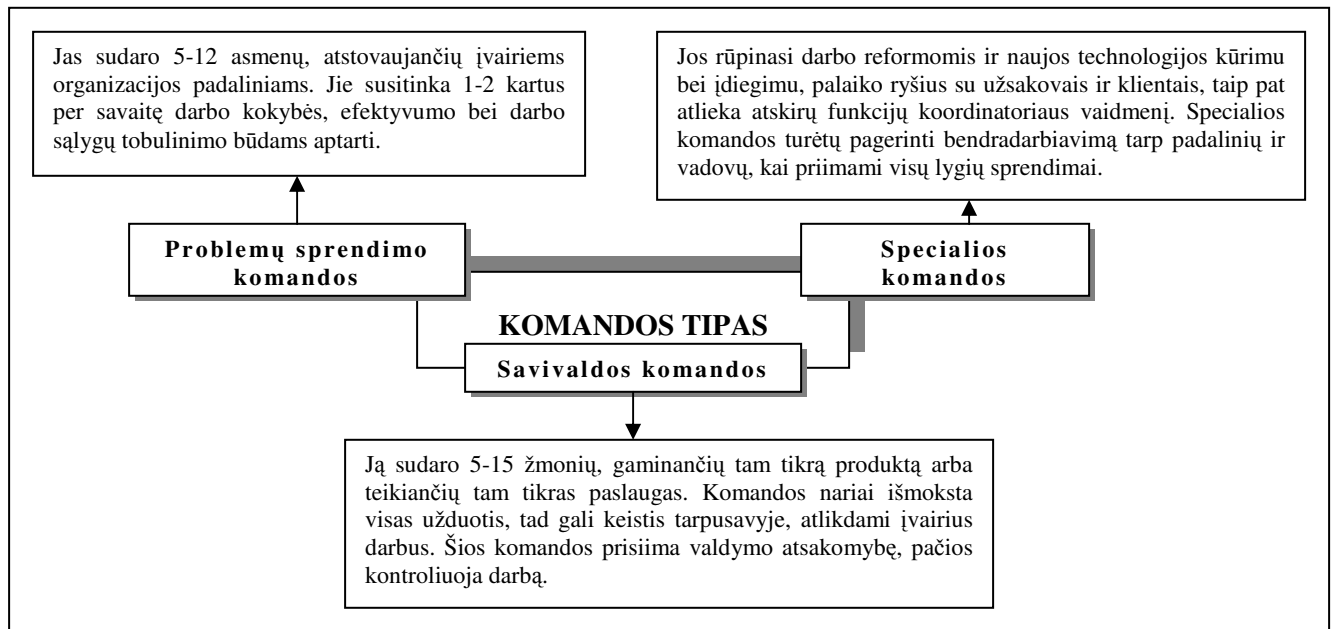 Jas sudaro 5-12 asmenų, atstovaujančių įvairiems
organizacijos padaliniams. Jie susitinka 1-2 kartus
per savaitę darbo kokybės, efektyvumo bei darbo
sąlygų tobulinimo būdams aptarti.
Jos rūpinasi darbo reformomis ir naujos technologijos kūrimu
bei įdiegimu, palaiko ryšius su užsakovais ir klientais, taip pat
atlieka atskirų funkcijų koordinatoriaus vaidmenį. Specialios
komandos turėtų pagerinti bendradarbiavimą tarp padalinių ir
vadovų, kai priimami visų lygių sprendimai.
Problemų sprendimo
komandos
Specialios
komandos
KOMANDOS TIPAS
Savivaldos komandos
Ją sudaro 5-15 žmonių, gaminančių tam tikrą produktą arba
teikiančių tam tikras paslaugas. Komandos nariai išmoksta
visas užduotis, tad gali keistis tarpusavyje, atlikdami įvairius
darbus. Šios komandos prisiima valdymo atsakomybę, pačios
kontroliuoja darbą.